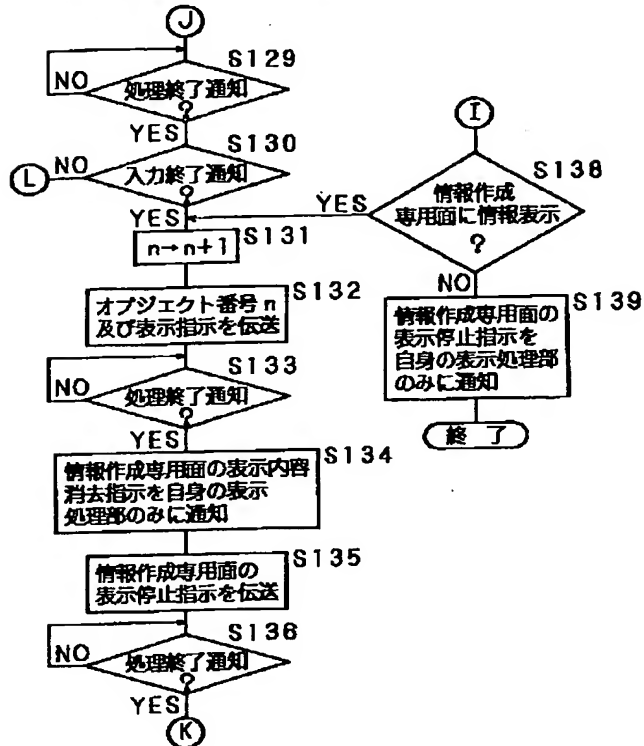 J
S129
NO
処理終了通知
?
YES
S130
L
NO
入力終了通知
?
YES
S131
n→n+1
S132
オブジェクト番号n
及び表示指示を伝送
S133
NO
処理終了通知
?
YES
S134
情報作成専用面の表示内容
消去指示を自身の表示
処理部のみに通知
S135
情報作成専用面の
表示停止指示を伝送
S136
NO
処理終了通知
?
YES
K
I
S138
情報作成
専用面に情報表示
?
YES
NO
S139
情報作成専用面の
表示停止指示を
自身の表示処理部
のみに通知
終了